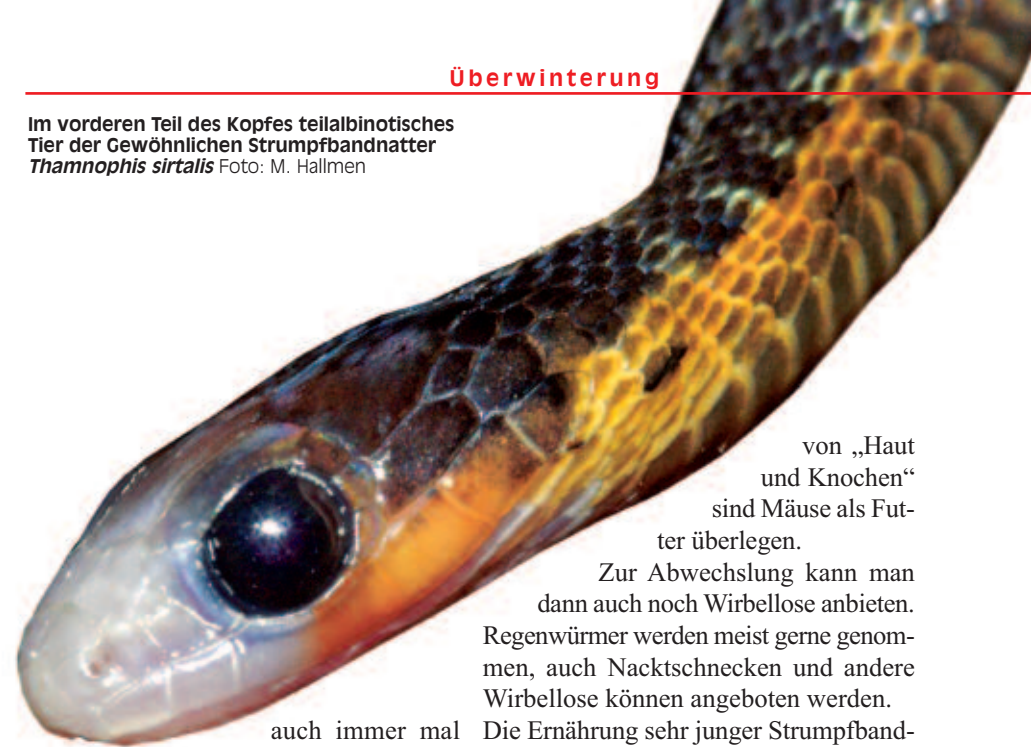 Überwinterung
Im vorderen Teil des Kopfes teilalbinotisches
Tier der Gewöhnlichen Strumpfbandnatter
Thamnophis sirtalis Foto: M. Hallmen
auch immer mal
von „Haut
und Knochen“
sind Mäuse als Fut-
ter überlegen.
Zur Abwechslung kann man
dann auch noch Wirbellose anbieten.
Regenwürmer werden meist gerne genom-
men, auch Nacktschnecken und andere
Wirbellose können angeboten werden.
Die Ernährung sehr junger Strumpfband-